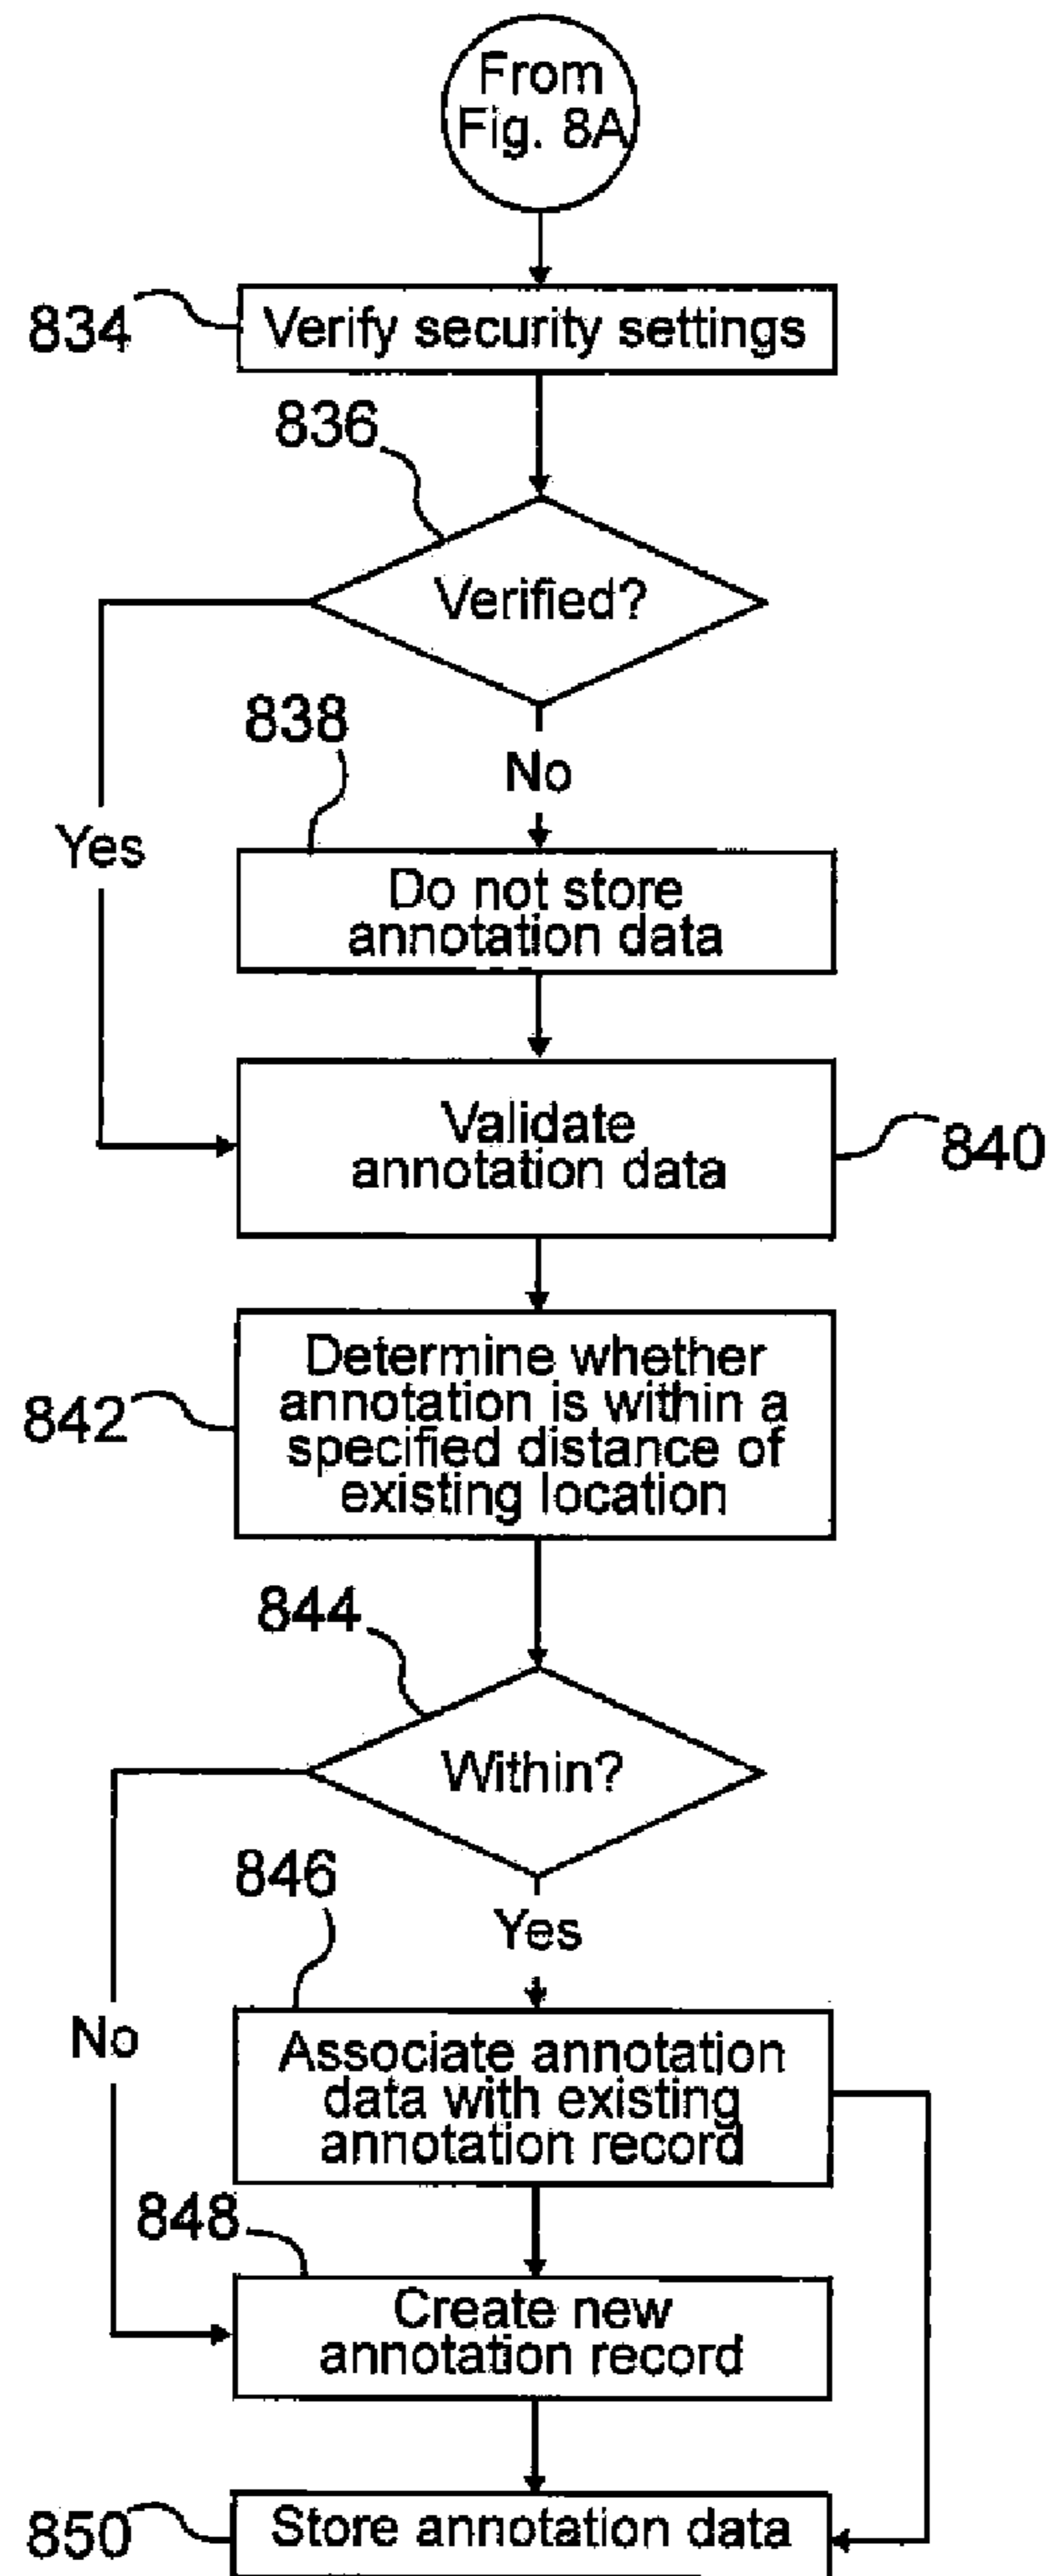 From
Fig. 8A
834
Verify security settings
836
Verified?
838
No
Yes
Do not store
annotation data
Validate
annotation data
840
Determine whether
annotation is within a
specified distance of
existing location
842
844
Within?
846
Yes
No
Associate annotation
data with existing
annotation record
848
Create new
annotation record
850
Store annotation data